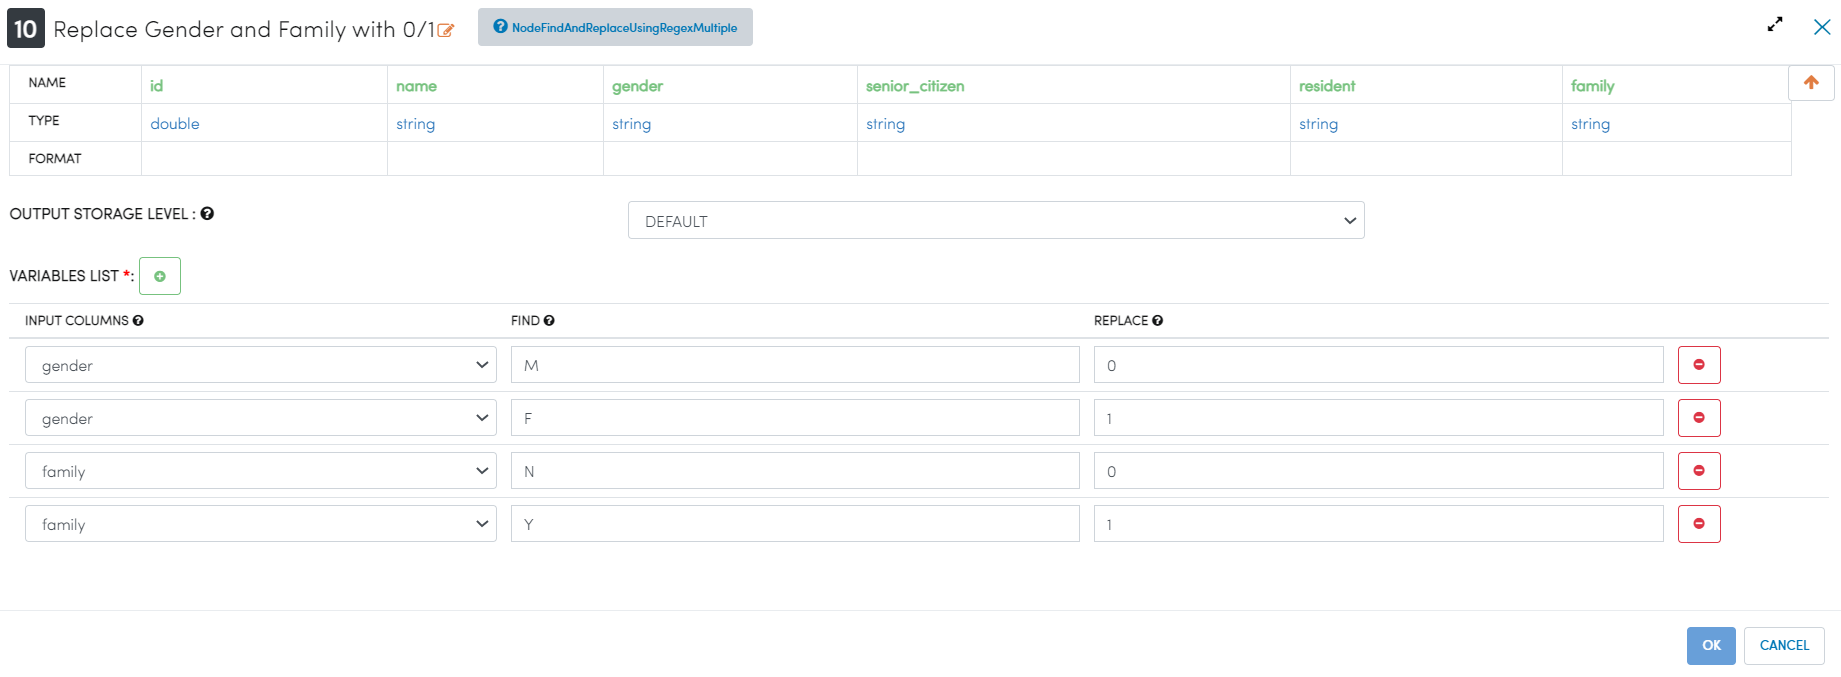 10 Replace Gender and Family with 0/1 NodeFindAndReplaceUsingRegexMultiple
NAME id name gender senior_citizen resident family
TYPE double string string string string string
FORMAT
OUTPUT STORAGE LEVEL : DEFAULT
VARIABLES LIST *:
INPUT COLUMNS FIND REPLACE
gender M 0
gender F 1
family N 0
family Y 1
OK CANCEL